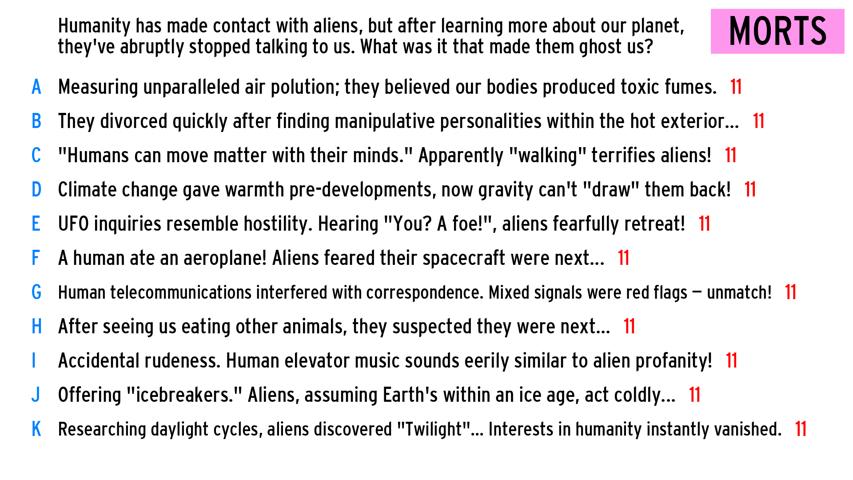 Humanity has made contact with aliens, but after learning more about our planet,
they've abruptly stopped talking to us. What was it that made them ghost us?
MORTS
A Measuring unparalleled air polution; they believed our bodies produced toxic fumes. 11
B They divorced quickly after finding manipulative personalities within the hot exterior... 11
C "Humans can move matter with their minds." Apparently "walking" terrifies aliens! 11
D Climate change gave warmth pre-developments, now gravity can't "draw" them back! 11
E UFO inquiries resemble hostility. Hearing "You? A foe!", aliens fearfully retreat! 11
F A human ate an aeroplane! Aliens feared their spacecraft were next... 11
G Human telecommunications interfered with correspondence. Mixed signals were red flags – unmatch! 11
H After seeing us eating other animals, they suspected they were next... 11
I Accidental rudeness. Human elevator music sounds eerily similar to alien profanity! 11
J Offering "icebreakers." Aliens, assuming Earth's within an ice age, act coldly... 11
K Researching daylight cycles, aliens discovered "Twilight"... Interests in humanity instantly vanished. 11